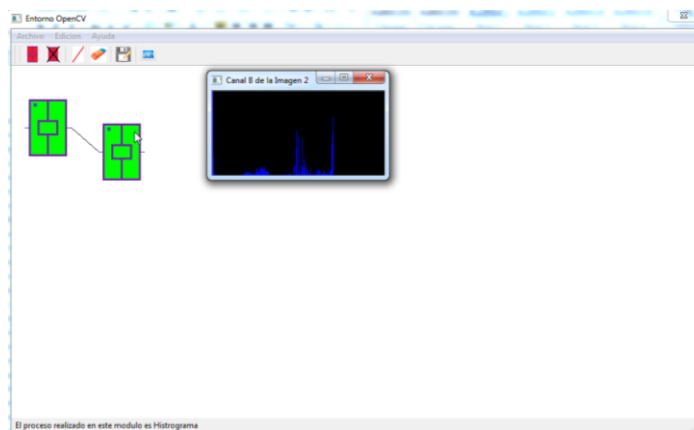 Entorno OpenCV
Archivo Edicion Ayuda
Canal B de la Imagen 2
El proceso realizado en este modulo es Histrograma